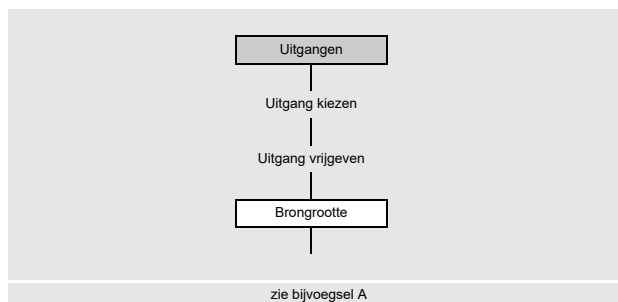 Uitgangen
Uitgang kiezen
Uitgang vrijgeven
Brongrootte
zie bijvoegsel A